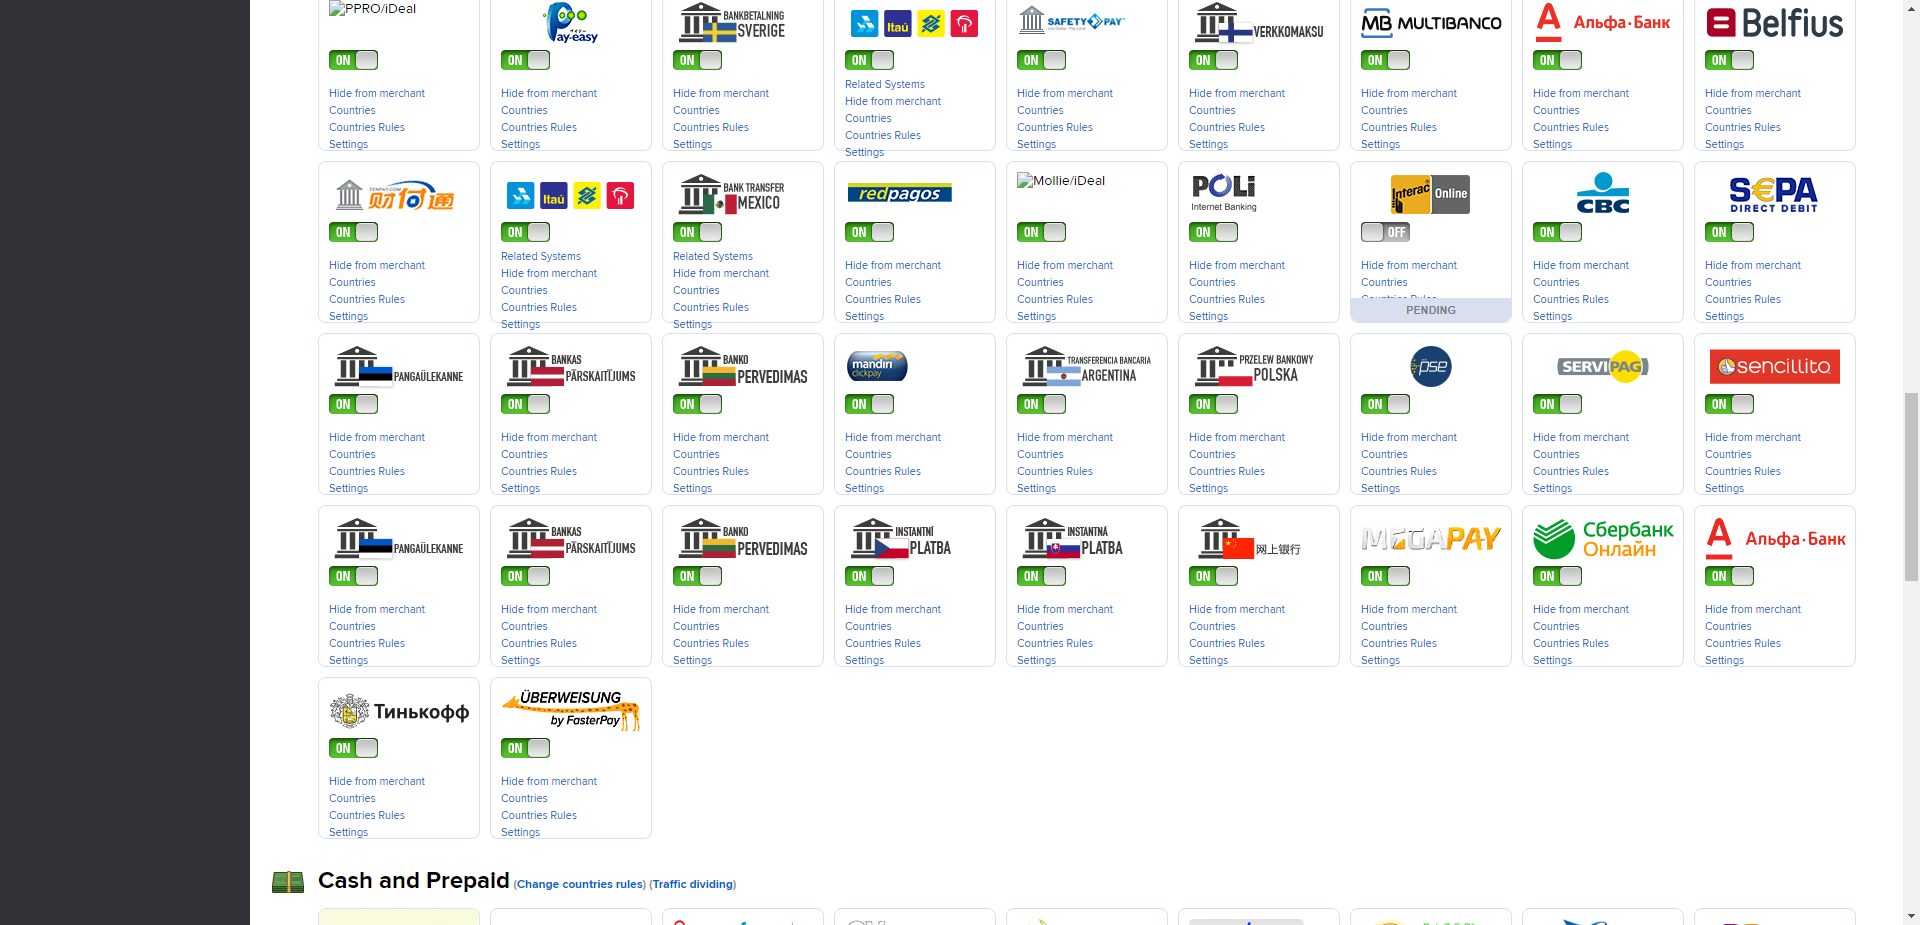 PPRO/iDeal
ON
Hide from merchant
Countries
Countries Rules
Settings
Pay-easy
ON
Hide from merchant
Countries
Countries Rules
Settings
BANKBETALNING
SVERIGE
ON
Hide from merchant
Countries
Countries Rules
Settings
Itaú
ON
Related Systems
Hide from merchant
Countries
Countries Rules
Settings
SAFETYPAY
ON
Hide from merchant
Countries
Countries Rules
Settings
VERKKOMAKSU
ON
Hide from merchant
Countries
Countries Rules
Settings
MB MULTIBANCO
ON
Hide from merchant
Countries
Countries Rules
Settings
Альфа·Банк
ON
Hide from merchant
Countries
Countries Rules
Settings
Belfius
ON
Hide from merchant
Countries
Countries Rules
Settings
TENPAY.COM
财付通
ON
Hide from merchant
Countries
Countries Rules
Settings
Itaú
ON
Related Systems
Hide from merchant
Countries
Countries Rules
Settings
BANK TRANSFER
MEXICO
ON
Related Systems
Hide from merchant
Countries
Countries Rules
Settings
redpagos
ON
Hide from merchant
Countries
Countries Rules
Settings
Mollie/iDeal
ON
Hide from merchant
Countries
Countries Rules
Settings
POLi
Internet Banking
ON
Hide from merchant
Countries
Countries Rules
Settings
Interac Online
OFF
Hide from merchant
Countries
Countries Rules
PENDING
CBC
ON
Hide from merchant
Countries
Countries Rules
Settings
S€PA
DIRECT DEBIT
ON
Hide from merchant
Countries
Countries Rules
Settings
PANGAÜLEKANNE
ON
Hide from merchant
Countries
Countries Rules
Settings
BANKAS
PĀRSKAITĪJUMS
ON
Hide from merchant
Countries
Countries Rules
Settings
BANKO
PERVEDIMAS
ON
Hide from merchant
Countries
Countries Rules
Settings
mandiri
clickpay
ON
Hide from merchant
Countries
Countries Rules
Settings
TRANSFERENCIA BANCARIA
ARGENTINA
ON
Hide from merchant
Countries
Countries Rules
Settings
PRZELEW BANKOWY
POLSKA
ON
Hide from merchant
Countries
Countries Rules
Settings
pse
ON
Hide from merchant
Countries
Countries Rules
Settings
SERVIPAG
ON
Hide from merchant
Countries
Countries Rules
Settings
sencillito
ON
Hide from merchant
Countries
Countries Rules
Settings
PANGAÜLEKANNE
ON
Hide from merchant
Countries
Countries Rules
Settings
BANKAS
PĀRSKAITĪJUMS
ON
Hide from merchant
Countries
Countries Rules
Settings
BANKO
PERVEDIMAS
ON
Hide from merchant
Countries
Countries Rules
Settings
INSTANTNÍ
PLATBA
ON
Hide from merchant
Countries
Countries Rules
Settings
INSTANTNÁ
PLATBA
ON
Hide from merchant
Countries
Countries Rules
Settings
网上银行
ON
Hide from merchant
Countries
Countries Rules
Settings
MEGAPAY
ON
Hide from merchant
Countries
Countries Rules
Settings
Сбербанк
Онлайн
ON
Hide from merchant
Countries
Countries Rules
Settings
Альфа·Банк
ON
Hide from merchant
Countries
Countries Rules
Settings
Тинькофф
ON
Hide from merchant
Countries
Countries Rules
Settings
ÜBERWEISUNG
by FasterPay
ON
Hide from merchant
Countries
Countries Rules
Settings
Cash and Prepaid (Change countries rules) (Traffic dividing)